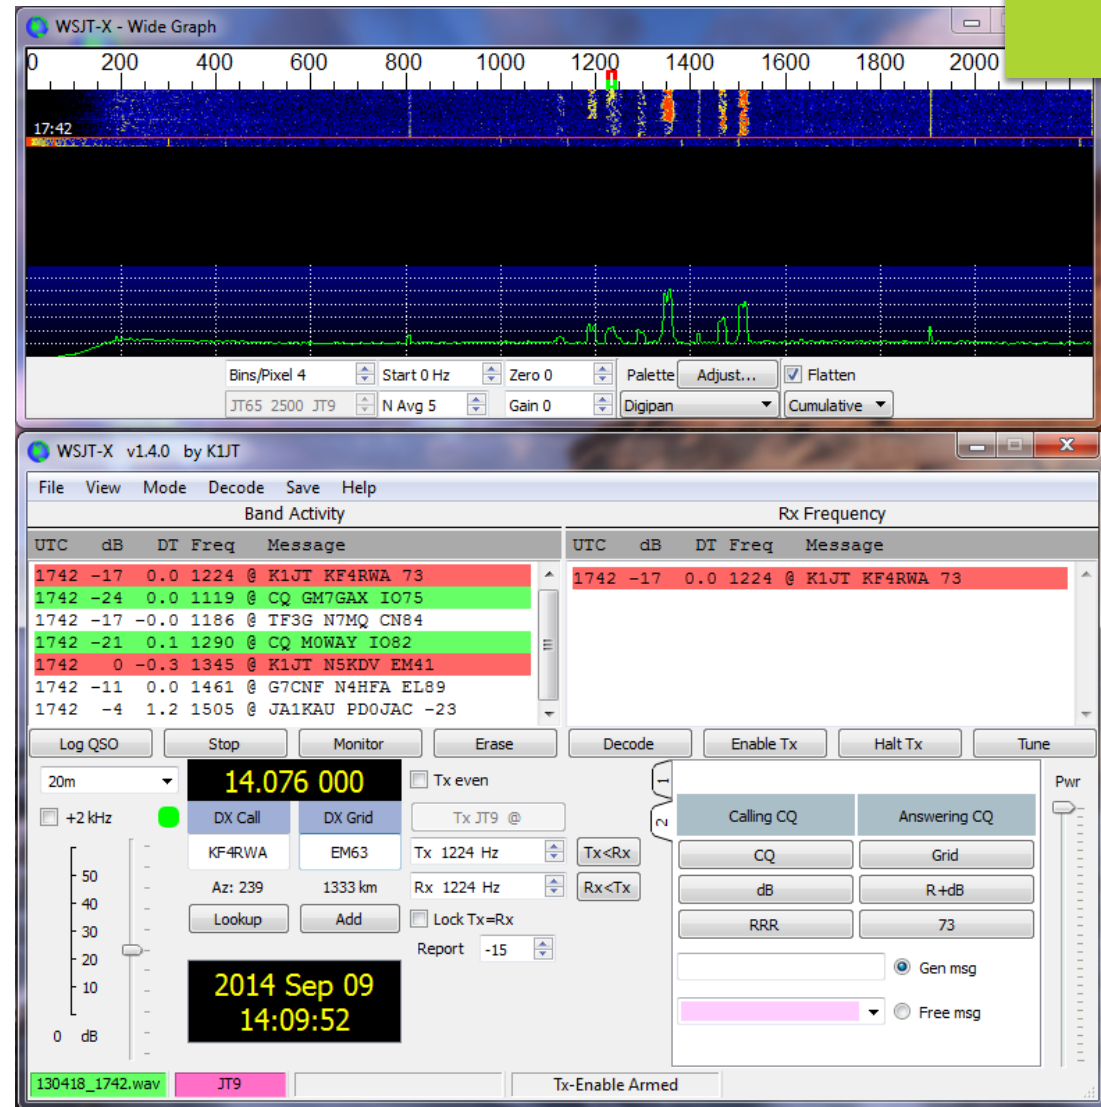 WSJT-X - Wide Graph
0 200 400 600 800 1000 1200 1400 1600 1800 2000
17:42
Bins/Pixel 4 Start 0 Hz Zero 0 Palette Adjust... Flatten
JT65 2500 JT9 N Avg 5 Gain 0 Digipan Cumulative
WSJT-X v1.4.0 by K1JT
File View Mode Decode Save Help
Band Activity
UTC dB DT Freq Message
1742 -17 0.0 1224 @ K1JT KF4RWA 73
1742 -24 0.0 1119 @ CQ GM7GAX IO75
1742 -17 -0.0 1186 @ TF3G N7MQ CN84
1742 -21 0.1 1290 @ CQ M0WAY IO82
1742 0 -0.3 1345 @ K1JT N5KDV EM41
1742 -11 0.0 1461 @ G7CNF N4HFA EL89
1742 -4 1.2 1505 @ JA1KAU PD0JAC -23
Rx Frequency
UTC dB DT Freq Message
1742 -17 0.0 1224 @ K1JT KF4RWA 73
Log QSO Stop Monitor Erase Decode Enable Tx Halt Tx Tune
20m
+2 kHz
50
40
30
20
10
0 dB
14.076 000
DX Call DX Grid
KF4RWA EM63
Az: 239 1333 km
Lookup Add
2014 Sep 09
14:09:52
Tx even
Tx JT9 @
Tx 1224 Hz Tx<Rx
Rx 1224 Hz Rx<Tx
Lock Tx=Rx
Report -15
1
2
Calling CQ Answering CQ
CQ Grid
dB R+dB
RRR 73
Gen msg
Free msg
Pwr
130418_1742.wav JT9 Tx-Enable Armed